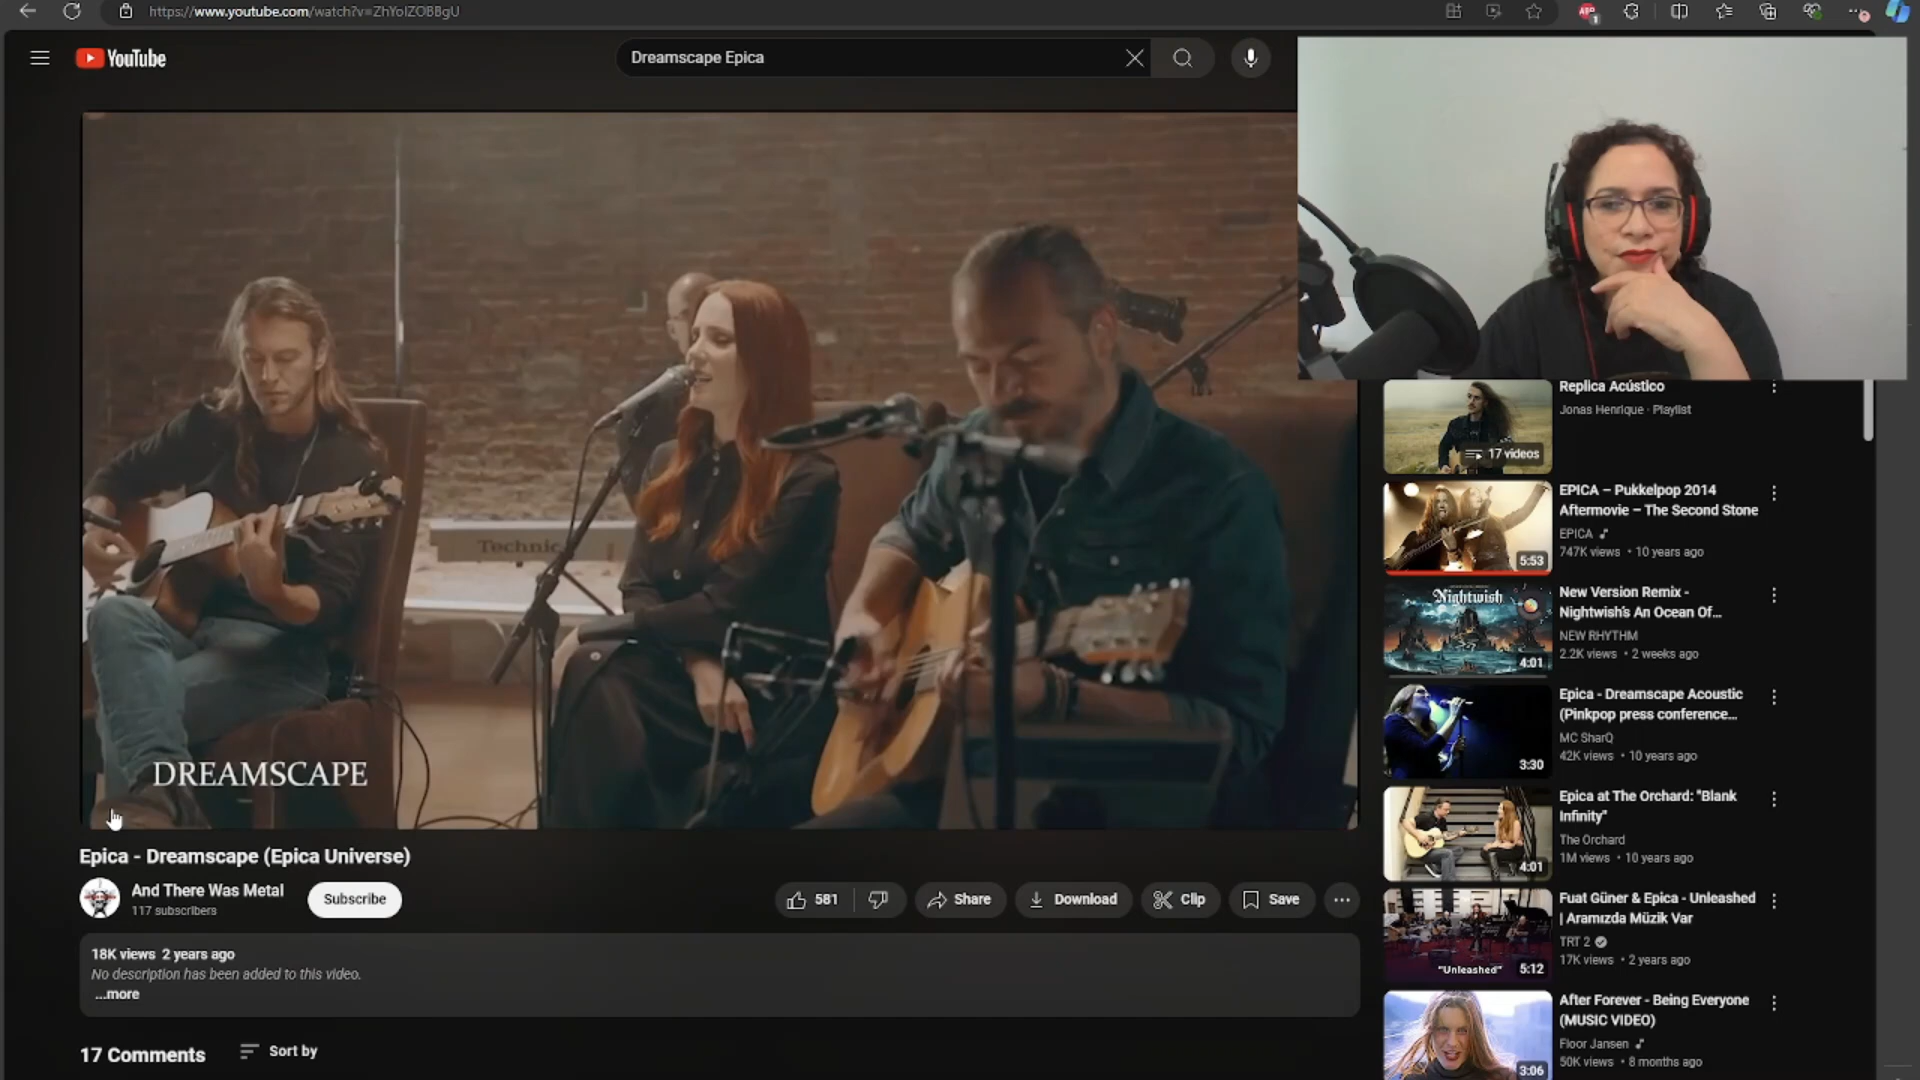 https://www.youtube.com/watch?v=ZhYolZOBBgU
YouTube
Dreamscape Epica
Technic
DREAMSCAPE
Epica - Dreamscape (Epica Universe)
And There Was Metal
117 subscribers
Subscribe
581
Share
Download
Clip
Save
18K views 2 years ago
No description has been added to this video.
...more
17 Comments
Sort by
Replica Acústico
Jonas Henrique · Playlist
17 videos
EPICA – Pukkelpop 2014
Aftermovie – The Second Stone
EPICA
747K views • 10 years ago
5:53
Nightwish
New Version Remix -
Nightwish's An Ocean Of...
NEW RHYTHM
2.2K views • 2 weeks ago
4:01
Epica - Dreamscape Acoustic
(Pinkpop press conference...
MC SharQ
42K views • 10 years ago
3:30
Epica at The Orchard: "Blank
Infinity"
The Orchard
1M views • 10 years ago
4:01
Fuat Güner & Epica - Unleashed
| Aramızda Müzik Var
TRT 2
17K views • 2 years ago
"Unleashed"
5:12
After Forever - Being Everyone
(MUSIC VIDEO)
Floor Jansen
50K views • 8 months ago
3:06